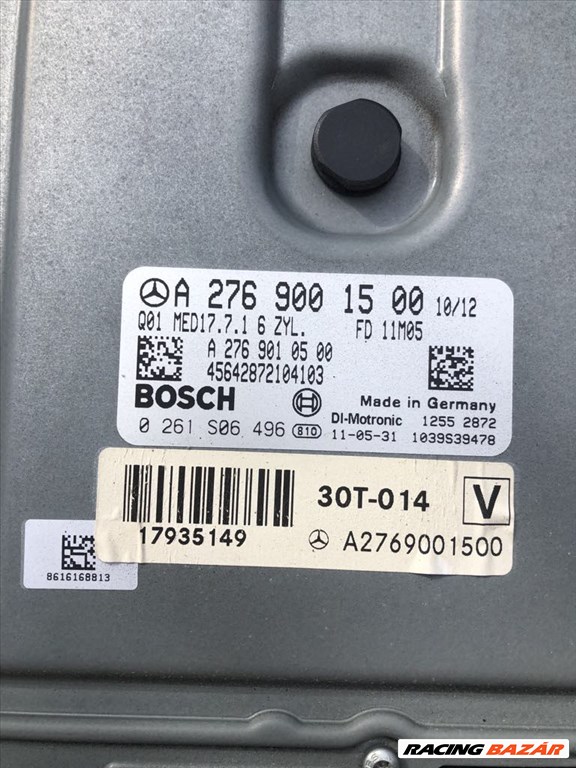 A 276 900 15 00 10/12
Q01 MED17.7.1 6 ZYL. FD 11M05
A 276 901 05 00
45642872104103
BOSCH
Made in Germany
DI-Motronic 1255 2872
0 261 S06 496 810 11-05-31 1039S39478
30T-014 V
17935149 A2769001500
8616168813
RACING BAZÁR